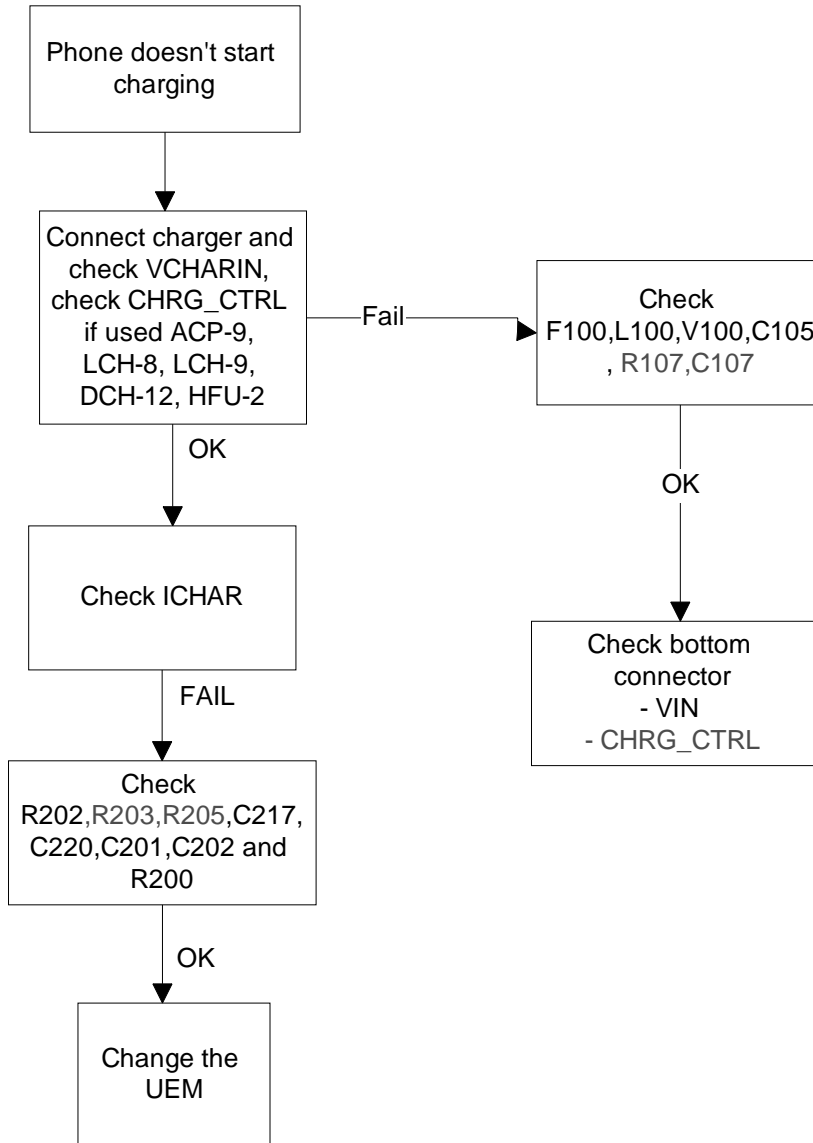 Phone doesn't start
charging
Connect charger and
check VCHARIN,
check CHRG_CTRL
if used ACP-9,
LCH-8, LCH-9,
DCH-12, HFU-2
Fail
Check
F100,L100,V100,C105
, R107,C107
OK
OK
Check ICHAR
Check bottom
connector
- VIN
- CHRG_CTRL
FAIL
Check
R202,R203,R205,C217,
C220,C201,C202 and
R200
OK
Change the
UEM